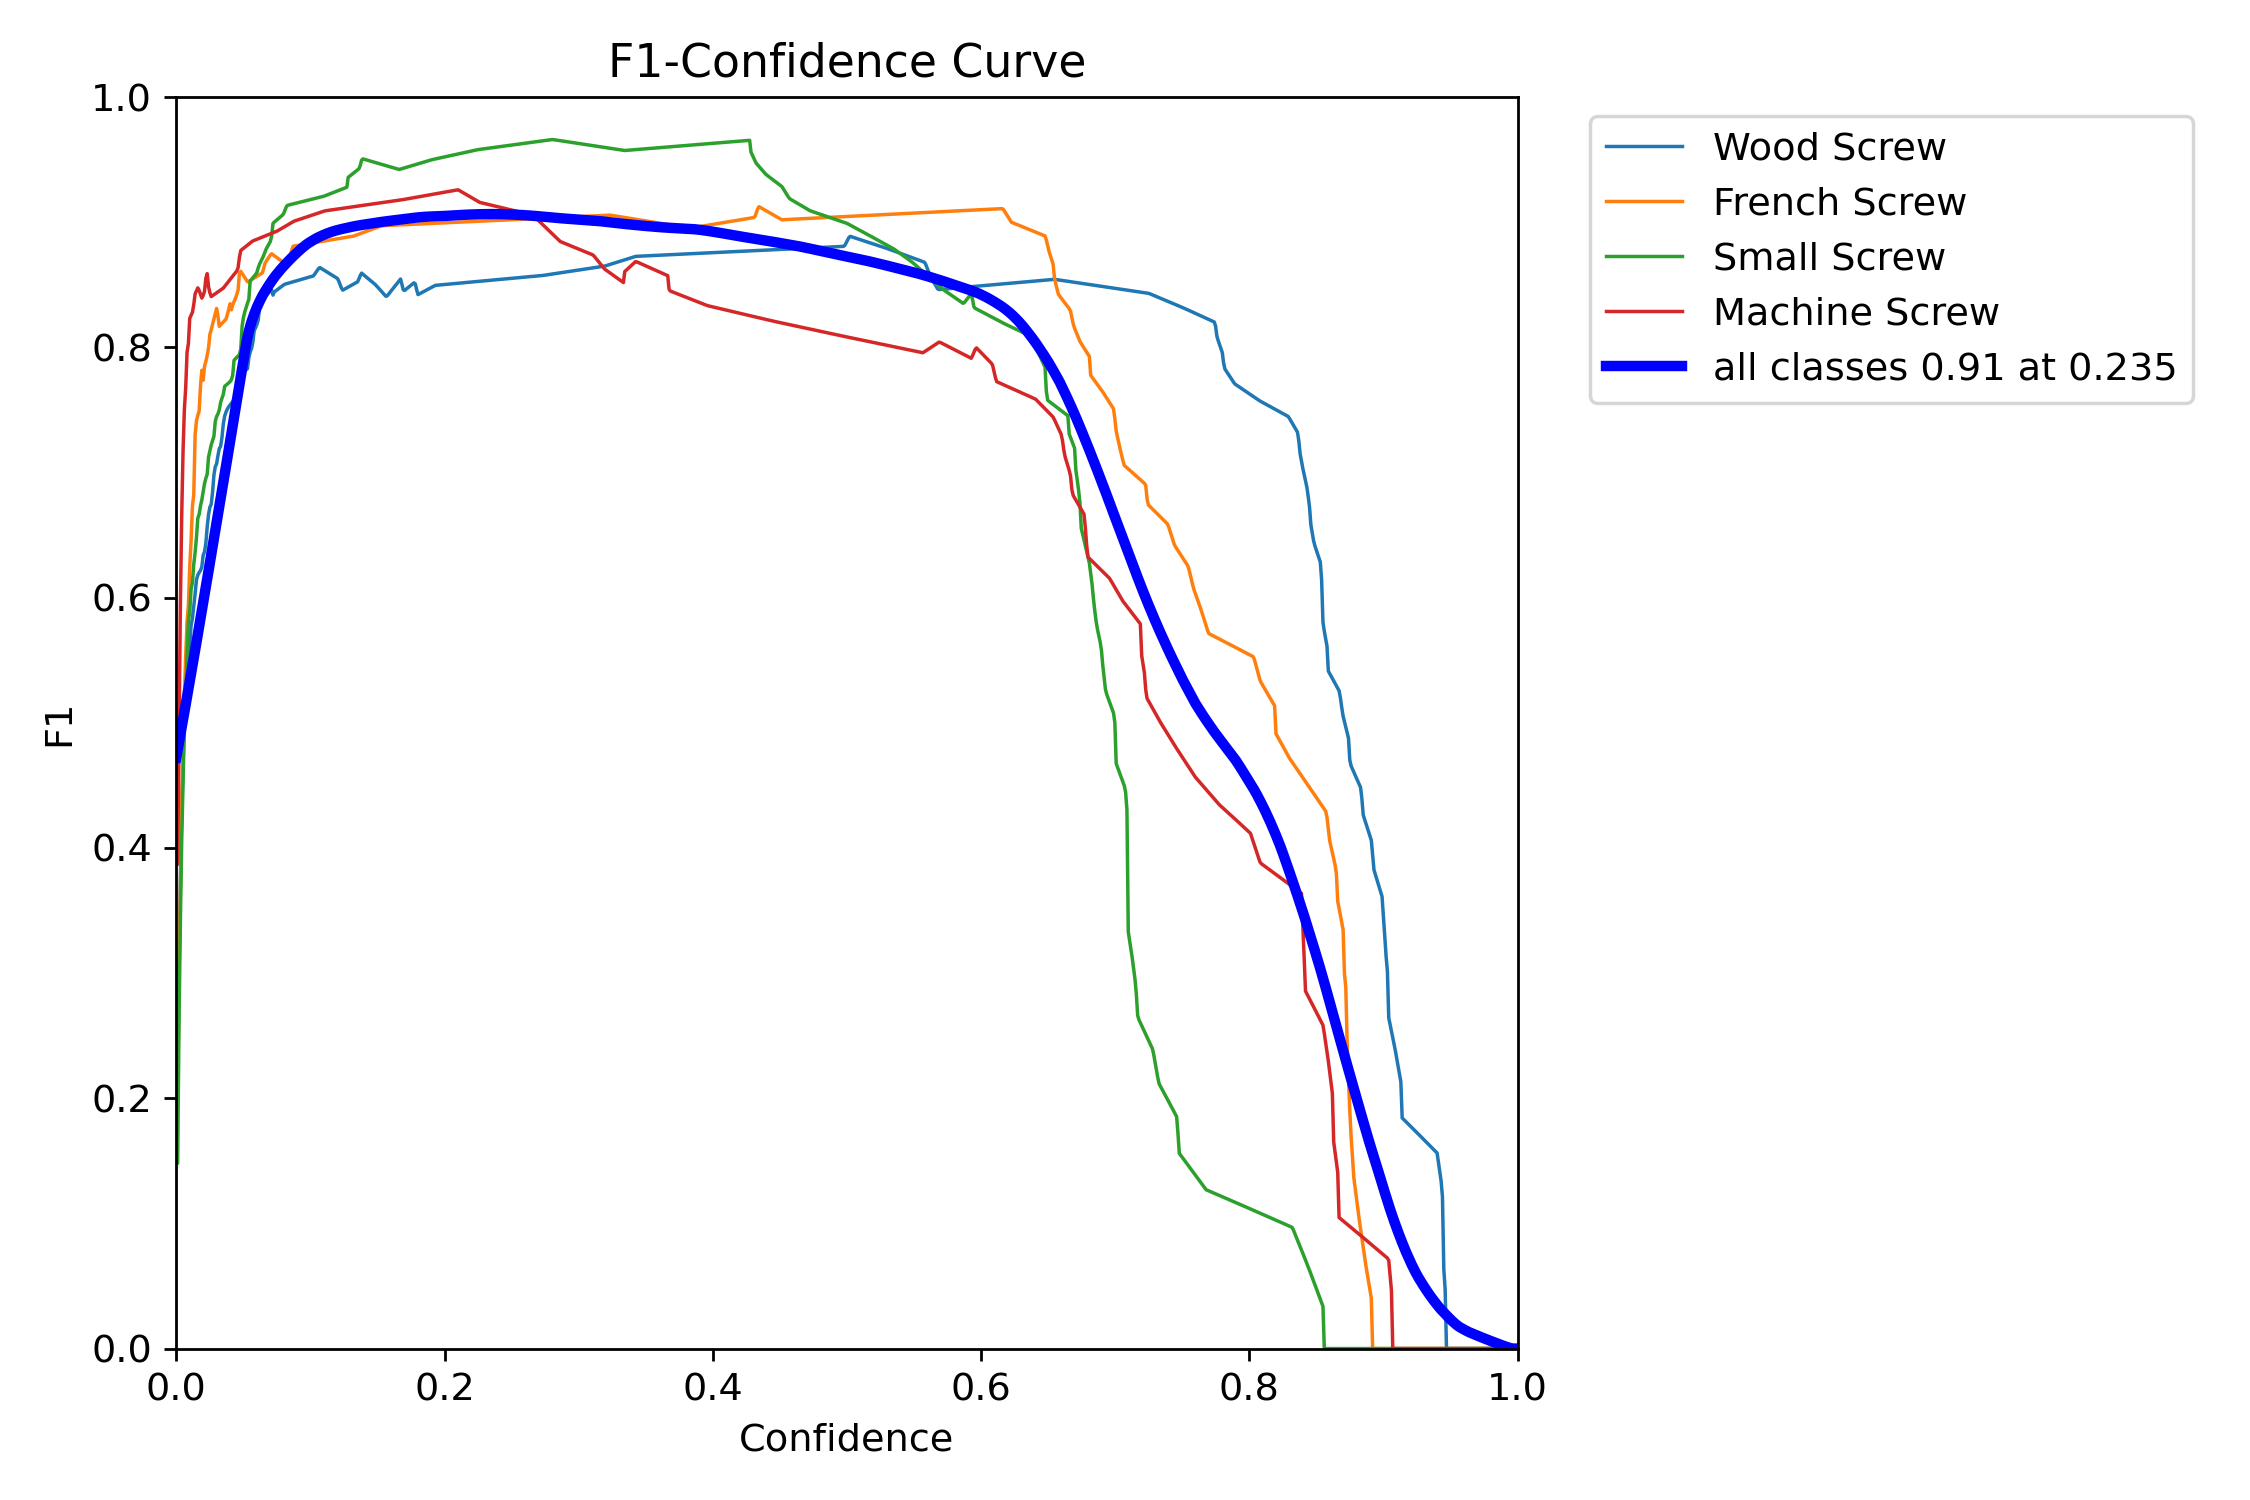 F1-Confidence Curve
1.0
0.8
0.6
0.4
0.2
0.0
F1
0.0 0.2 0.4 0.6 0.8 1.0
Confidence
Wood Screw
French Screw
Small Screw
Machine Screw
all classes 0.91 at 0.235